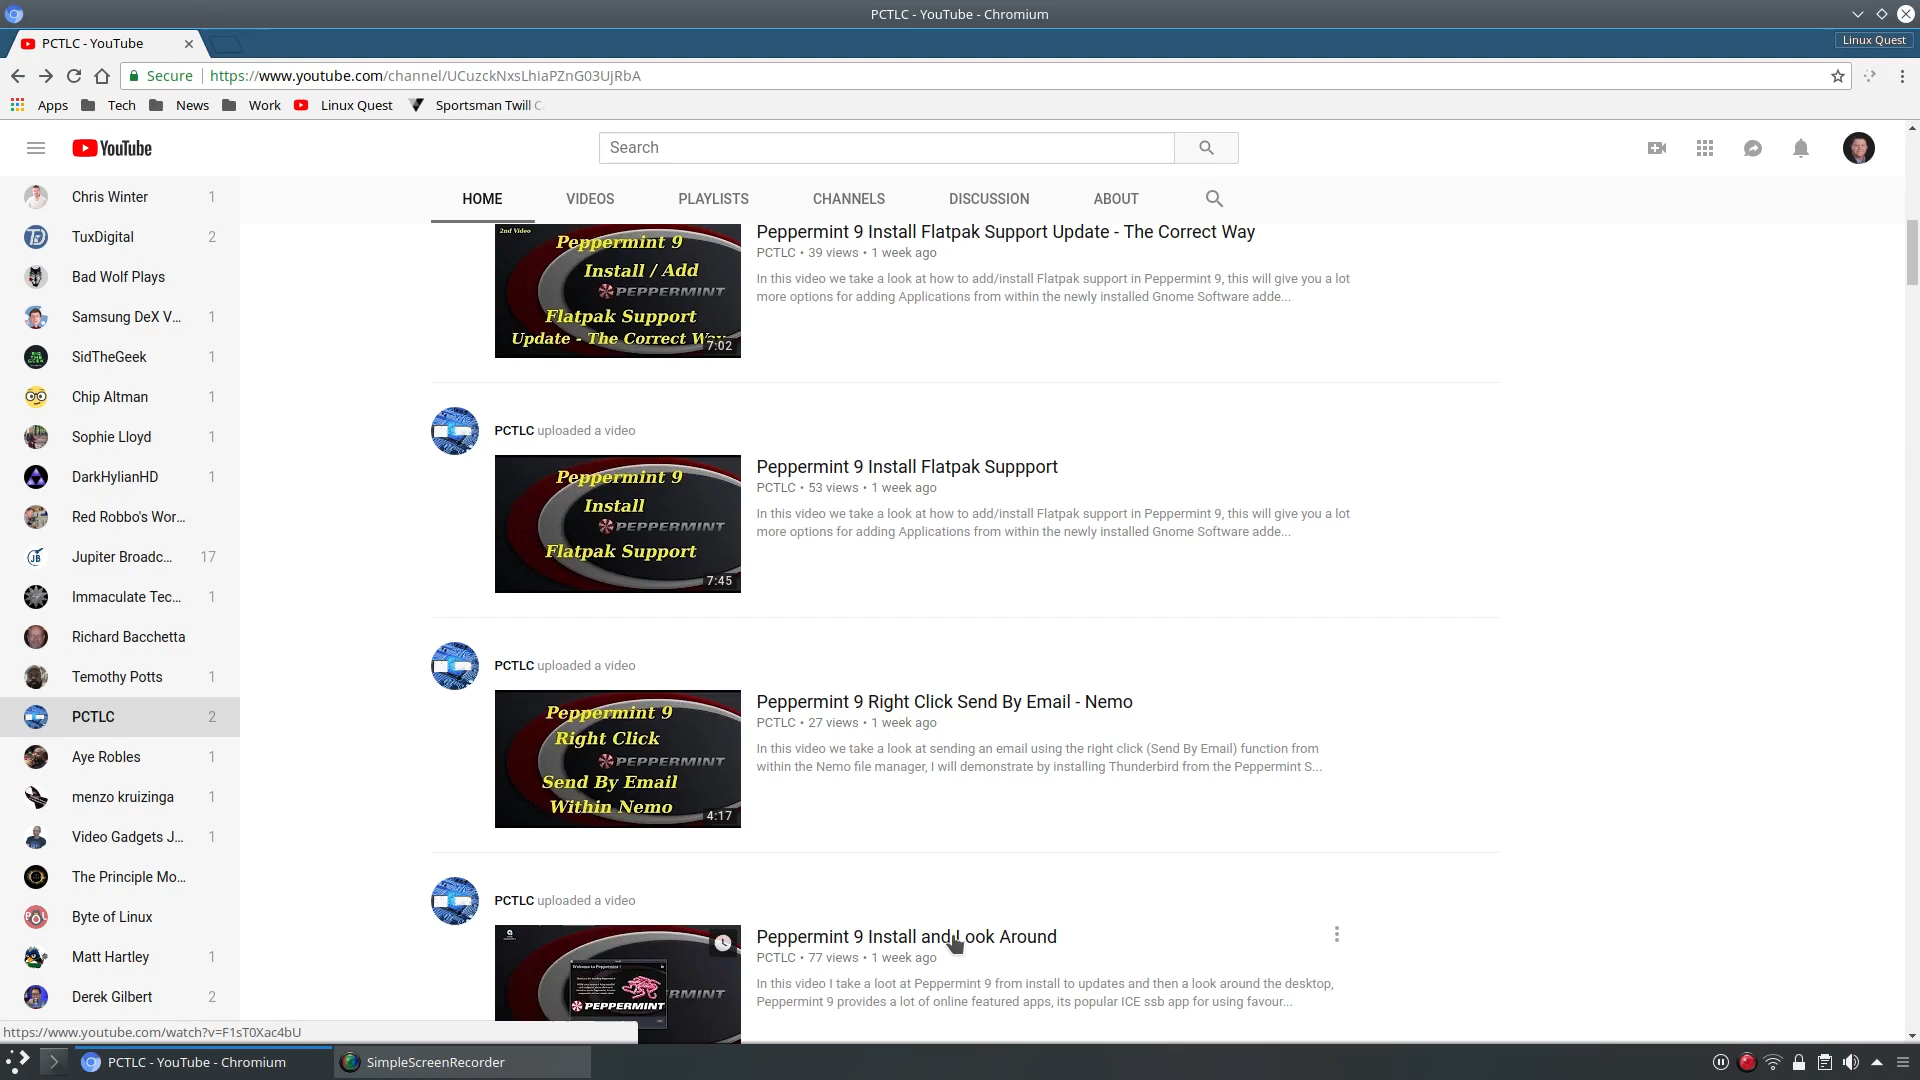 PCTLC - YouTube - Chromium
PCTLC - YouTube
Linux Quest
Secure
https://www.youtube.com/channel/UCuzckNxsLhIaPZnG03UjRbA
Apps
Tech
News
Work
Linux Quest
Sportsman Twill C
YouTube
Search
HOME
VIDEOS
PLAYLISTS
CHANNELS
DISCUSSION
ABOUT
Chris Winter 1
TuxDigital 2
Bad Wolf Plays
Samsung DeX V... 1
SidTheGeek 1
Chip Altman 1
Sophie Lloyd 1
DarkHylianHD 1
Red Robbo's Wor...
Jupiter Broadc... 17
Immaculate Tec... 1
Richard Bacchetta
Temothy Potts 1
PCTLC 2
Aye Robles 1
menzo kruizinga 1
Video Gadgets J... 1
The Principle Mo...
Byte of Linux
Matt Hartley 1
Derek Gilbert 2
2nd Video
Peppermint 9
Install / Add
PEPPERMINT
Flatpak Support
Update - The Correct Way
7:02
Peppermint 9 Install Flatpak Support Update - The Correct Way
PCTLC • 39 views • 1 week ago
In this video we take a look at how to add/install Flatpak support in Peppermint 9, this will give you a lot
more options for adding Applications from within the newly installed Gnome Software adde...
PCTLC uploaded a video
Peppermint 9
Install
PEPPERMINT
Flatpak Support
7:45
Peppermint 9 Install Flatpak Suppport
PCTLC • 53 views • 1 week ago
In this video we take a look at how to add/install Flatpak support in Peppermint 9, this will give you a lot
more options for adding Applications from within the newly installed Gnome Software adde...
PCTLC uploaded a video
Peppermint 9
Right Click
PEPPERMINT
Send By Email
Within Nemo
4:17
Peppermint 9 Right Click Send By Email - Nemo
PCTLC • 27 views • 1 week ago
In this video we take a look at sending an email using the right click (Send By Email) function from
within the Nemo file manager, I will demonstrate by installing Thunderbird from the Peppermint S...
PCTLC uploaded a video
Welcome to Peppermint
RMINT
PEPPERMINT
Peppermint 9 Install and Look Around
PCTLC • 77 views • 1 week ago
In this video I take a loot at Peppermint 9 from install to updates and then a look around the desktop,
Peppermint 9 provides a lot of online featured apps, its popular ICE ssb app for using favour...
https://www.youtube.com/watch?v=F1sT0Xac4bU
PCTLC - YouTube - Chromium
SimpleScreenRecorder